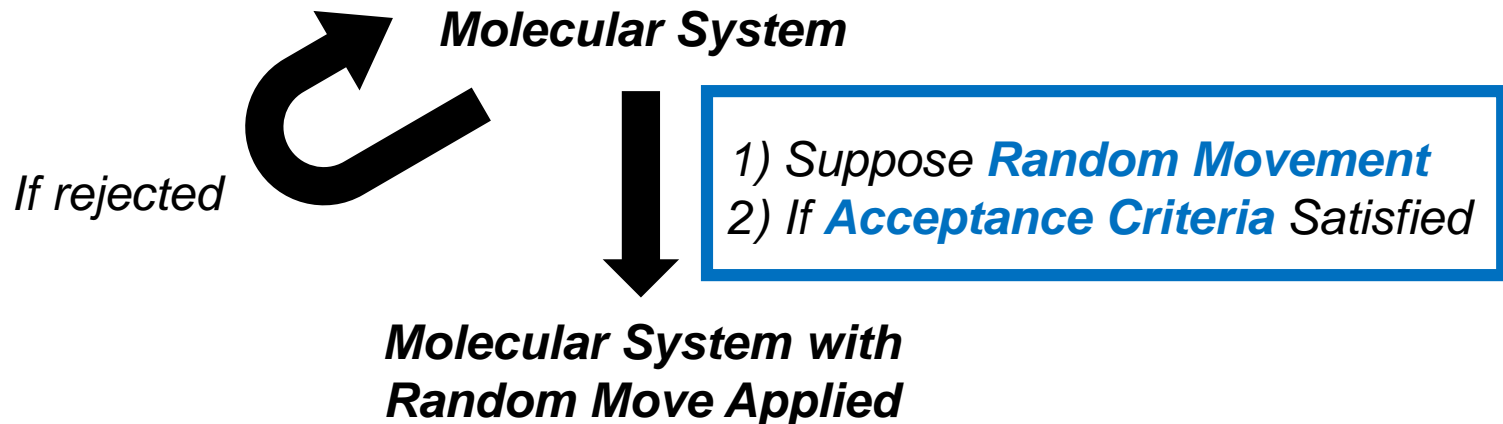 Molecular System
1) Suppose Random Movement
2) If Acceptance Criteria Satisfied
If rejected
Molecular System with
Random Move Applied